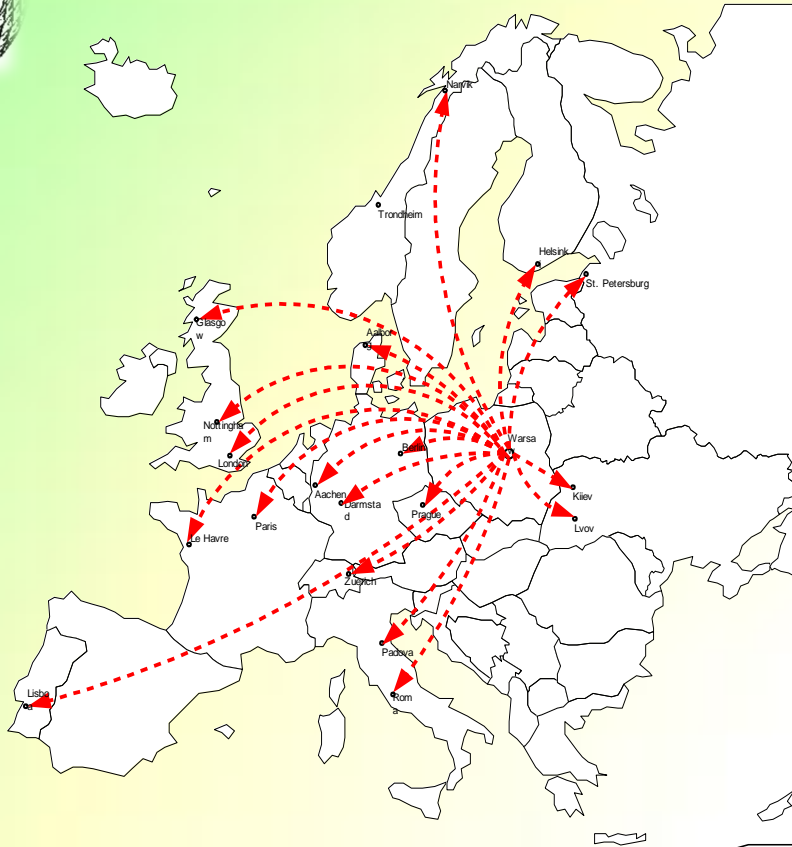 Narvik
Trondheim
Helsink
St. Petersburg
Glasgo
w
Aalbor
g
Nottingha
m
London
Berlin
Warsa
w
Aachen
Darmsta
d
Prague
Kiiev
Lvov
Paris
Le Havre
Zuerich
Padova
Rom
a
Lisbo
a